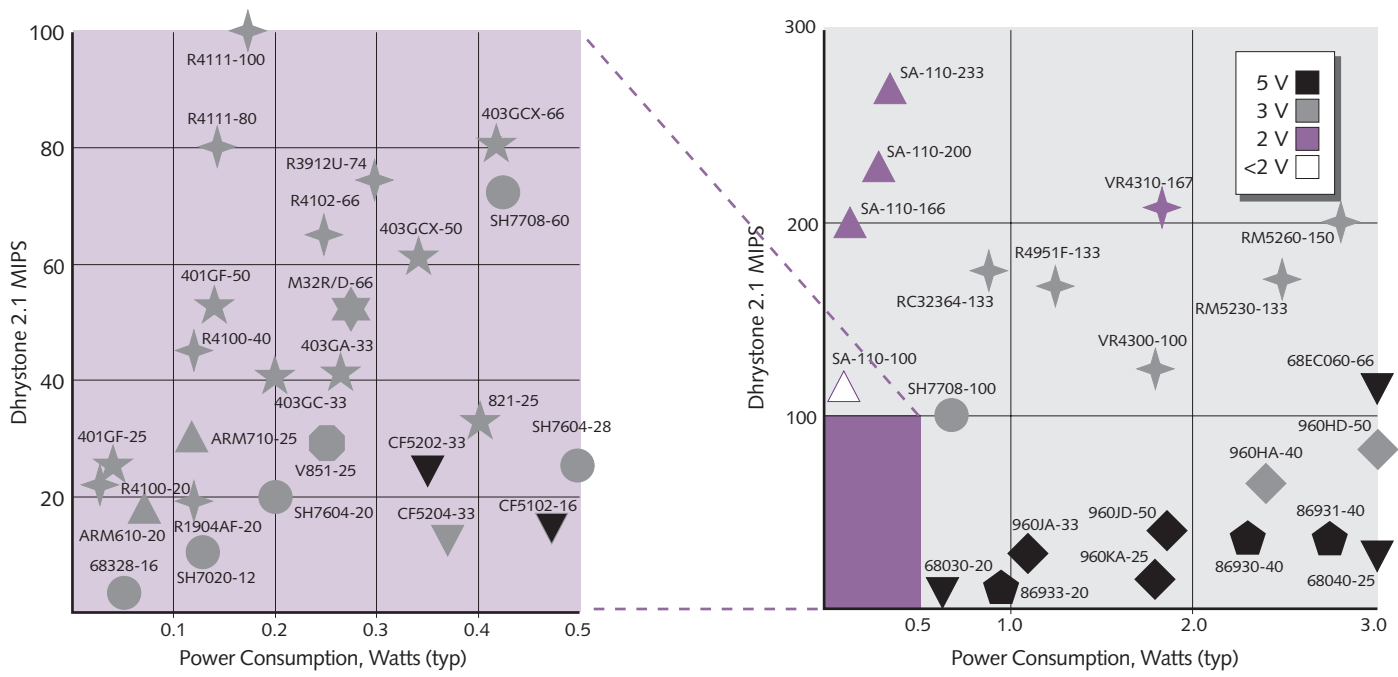 100
80
60
40
20
Dhrystone 2.1 MIPS
R4111-100
R4111-80
403GCX-66
R3912U-74
R4102-66
SH7708-60
403GCX-50
401GF-50
M32R/D-66
R4100-40
403GA-33
403GC-33
821-25
401GF-25
ARM710-25
CF5202-33
SH7604-28
V851-25
R4100-20
SH7604-20
CF5204-33
CF5102-16
ARM610-20
R1904AF-20
68328-16
SH7020-12
0.1
0.2
0.3
0.4
0.5
Power Consumption, Watts (typ)
300
200
100
Dhrystone 2.1 MIPS
5 V
3 V
2 V
<2 V
SA-110-233
SA-110-200
VR4310-167
SA-110-166
RM5260-150
R4951F-133
RC32364-133
RM5230-133
VR4300-100
SA-110-100
68EC060-66
SH7708-100
960HD-50
960HA-40
960JA-33
960JD-50
86931-40
960KA-25
68030-20
86933-20
86930-40
68040-25
0.5
1.0
2.0
3.0
Power Consumption, Watts (typ)